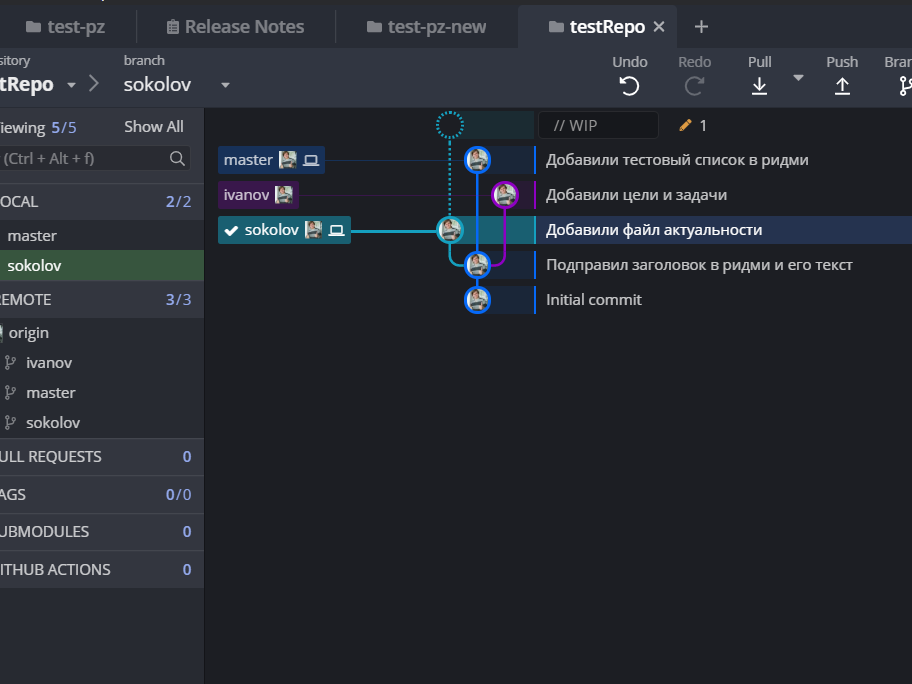 test-pz Release Notes test-pz-new testRepo
sitory branch Undo Redo Pull Push Bran
tRepo sokolov
iewing 5/5 Show All
(Ctrl + Alt + f)
// WIP 1
master Добавили тестовый список в ридми
ivanov Добавили цели и задачи
sokolov Добавили файл актуальности
Подправил заголовок в ридми и его текст
Initial commit
OCAL 2/2
master
sokolov
EMOTE 3/3
origin
ivanov
master
sokolov
ULL REQUESTS 0
AGS 0/0
UBMODULES 0
ITHUB ACTIONS 0